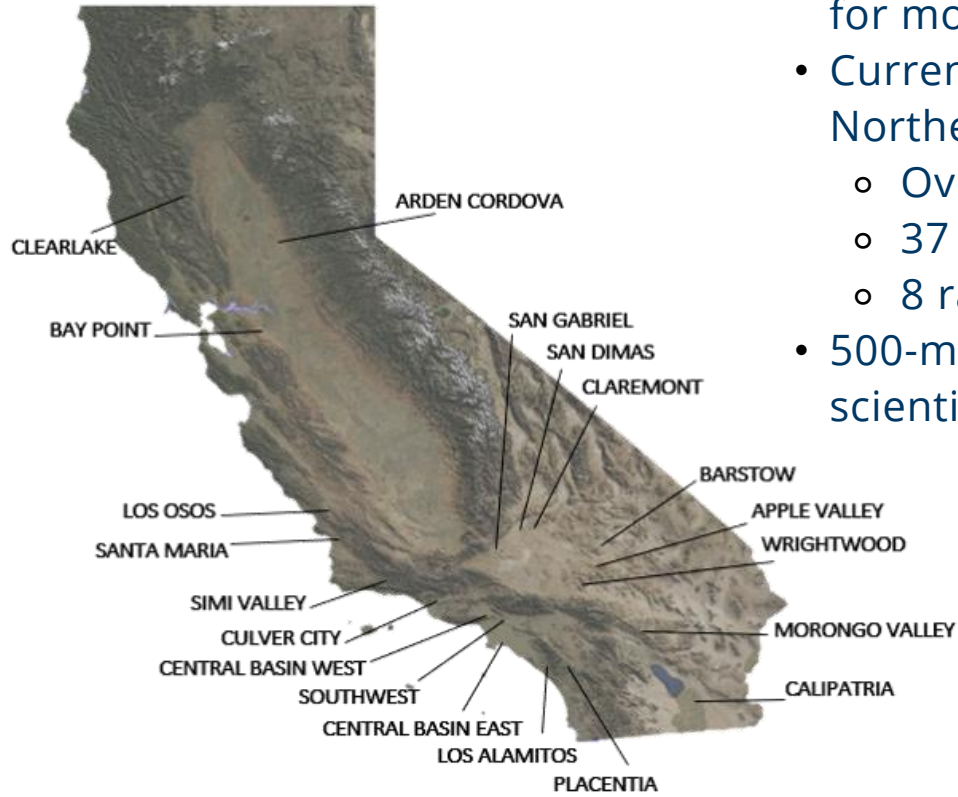 for mo
• Curren
Northe
o Ov
o 37
o 8 ra
• 500-m
scienti
ARDEN CORDOVA
CLEARLAKE
BAY POINT
SAN GABRIEL
SAN DIMAS
CLAREMONT
BARSTOW
LOS OSOS
APPLE VALLEY
SANTA MARIA
WRIGHTWOOD
SIMI VALLEY
CULVER CITY
MORONGO VALLEY
CENTRAL BASIN WEST
SOUTHWEST
CALIPATRIA
CENTRAL BASIN EAST
LOS ALAMITOS
PLACENTIA